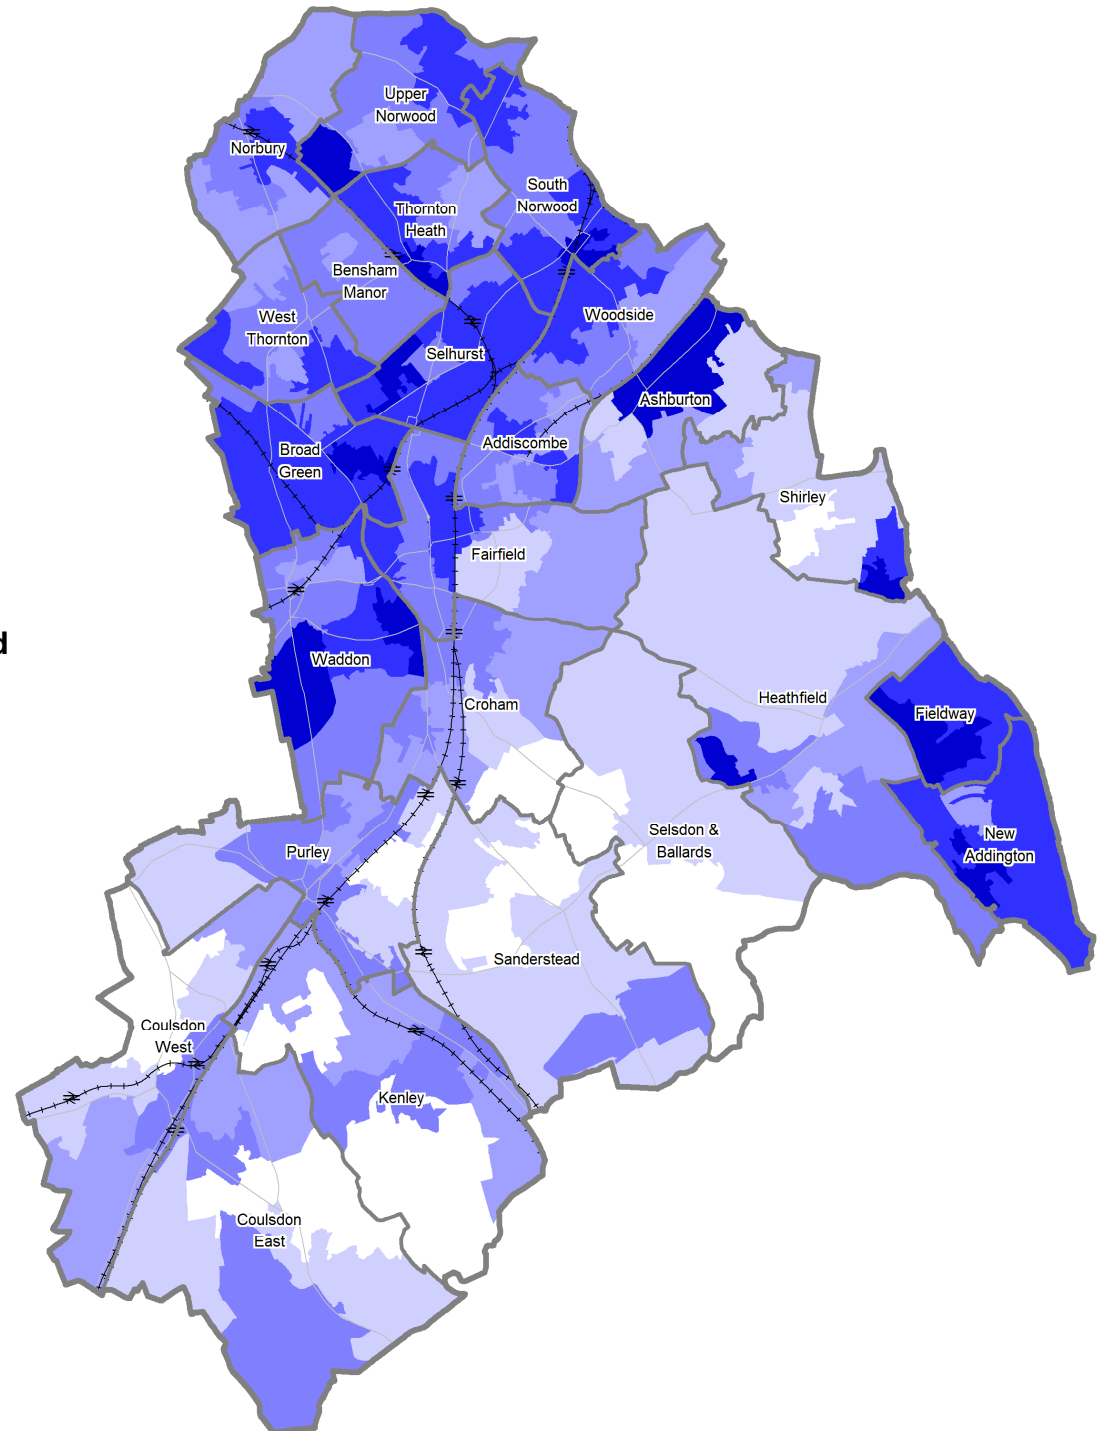 Upper
Norwood
Norbury
South
Norwood
Thornton
Heath
Bensham
Manor
West
Thornton
Woodside
Selhurst
Ashburton
Addiscombe
Broad
Green
Shirley
Fairfield
d
Waddon
Heathfield
Croham
Fieldway
Selsdon &
Ballards
New
Addington
Purley
Sanderstead
Coulsdon
West
Kenley
Coulsdon
East